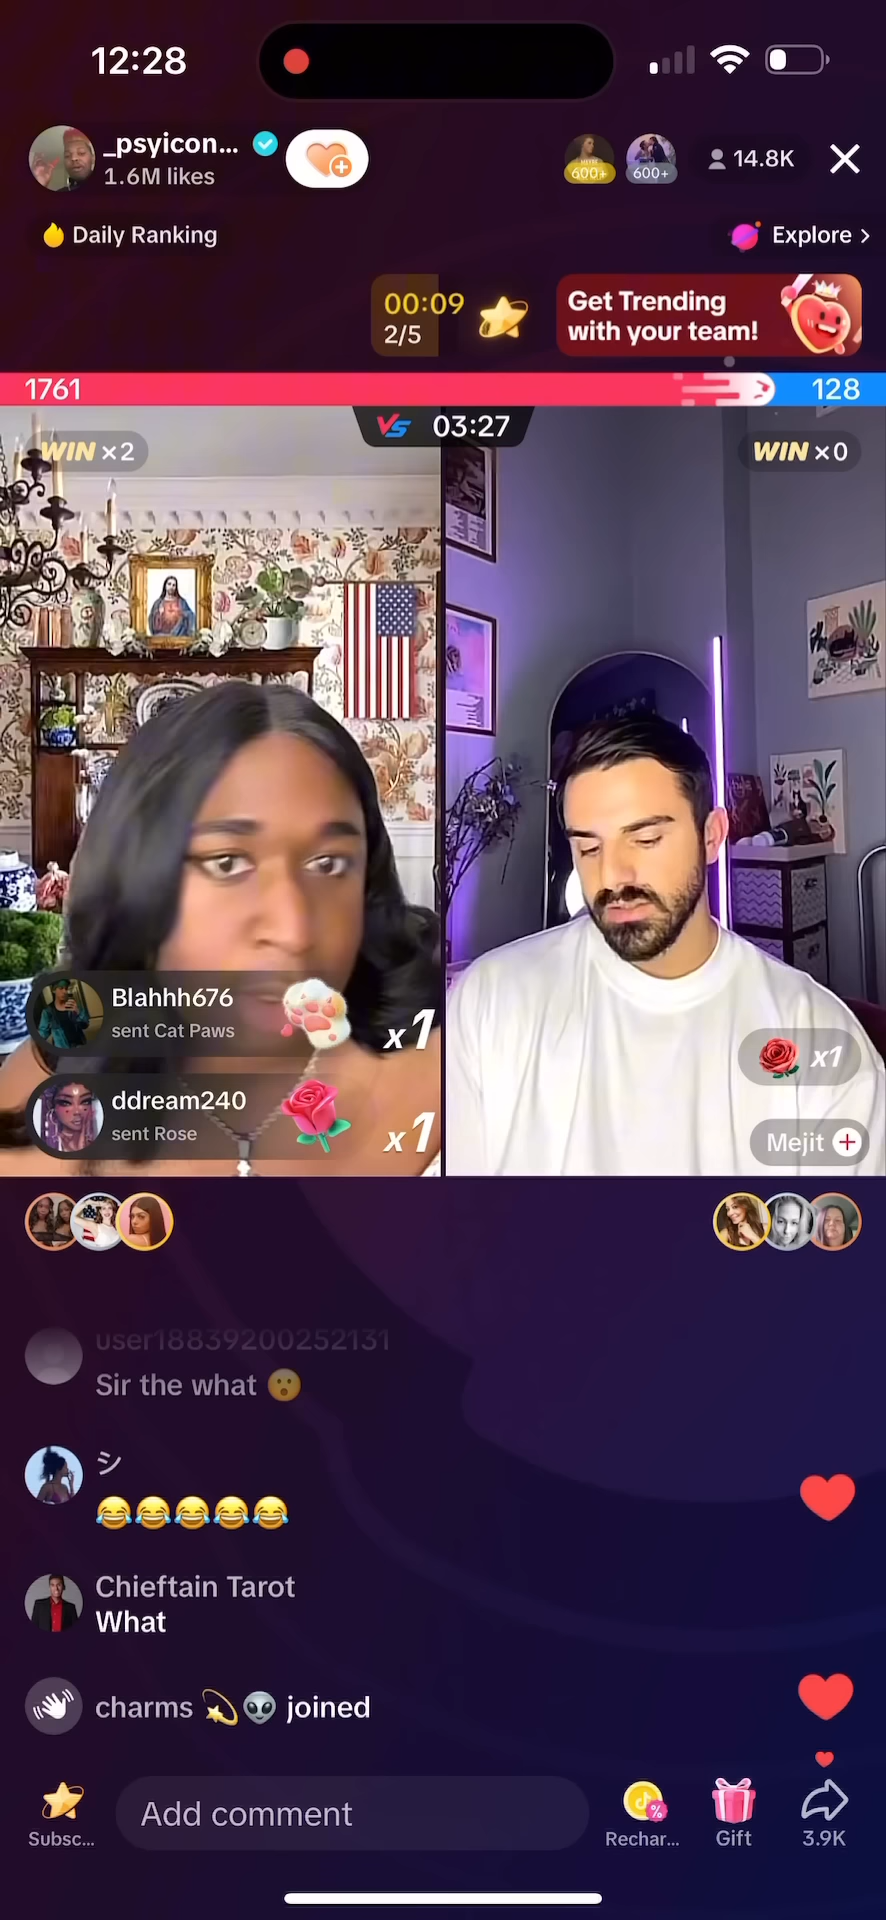 12:28
_psyicon...
1.6M likes
600+
600+
14.8K
Daily Ranking
Explore >
00:09
2/5
Get Trending
with your team!
1761
128
WIN x2
VS 03:27
WIN x0
Blahhh676
sent Cat Paws
x1
ddream240
sent Rose
x1
x1
Mejit +
user18839200252131
Sir the what 😮
シ
😂😂😂😂😂
Chieftain Tarot
What
charms 💫👽 joined
Add comment
Subsc...
Rechar...
Gift
3.9K